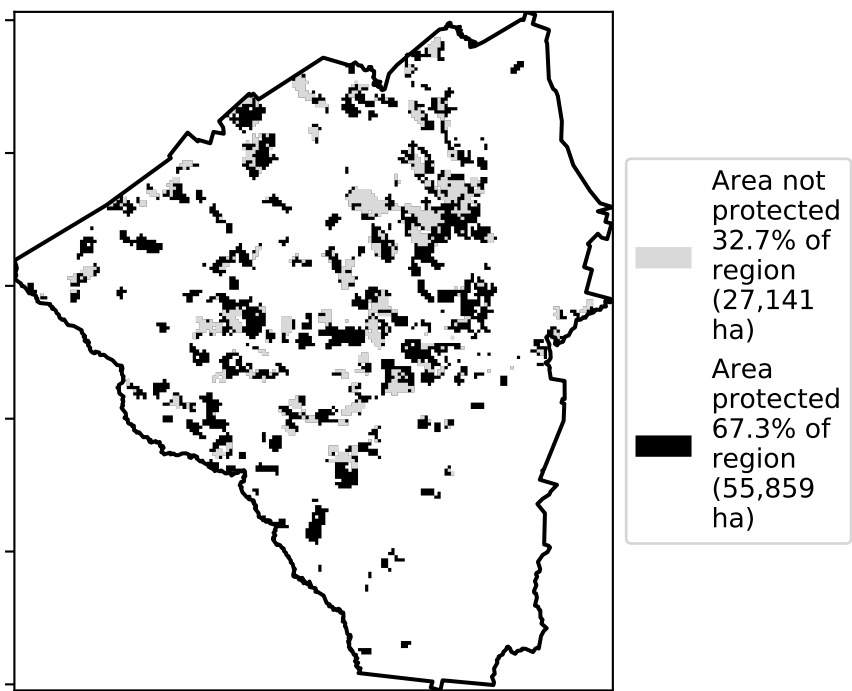 Area not
protected
32.7% of
region
(27,141
ha)
Area
protected
67.3% of
region
(55,859
ha)